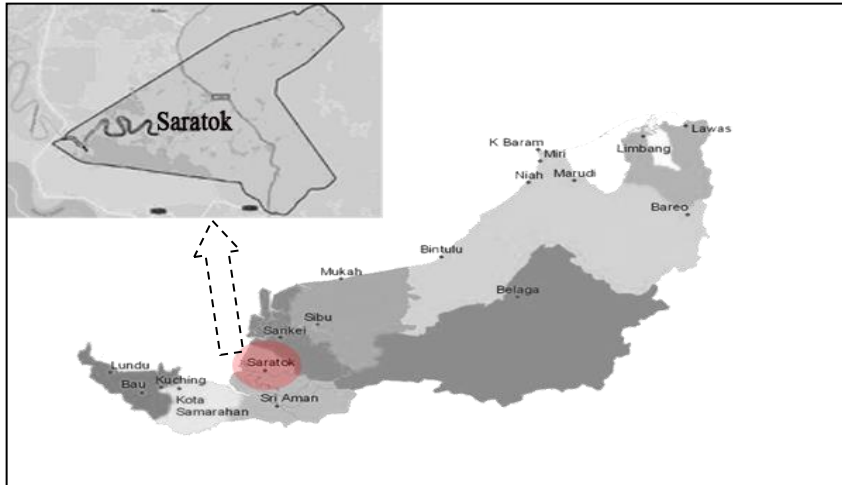 Saratok
Lawas
Limbang
K Baram
Miri
Niah
Marudi
Bareo
Bintulu
Mukah
Belaga
Sibu
Sarikei
Saratok
Lundu
Kuching
Bau
Kota
Samarahan
Sri Aman